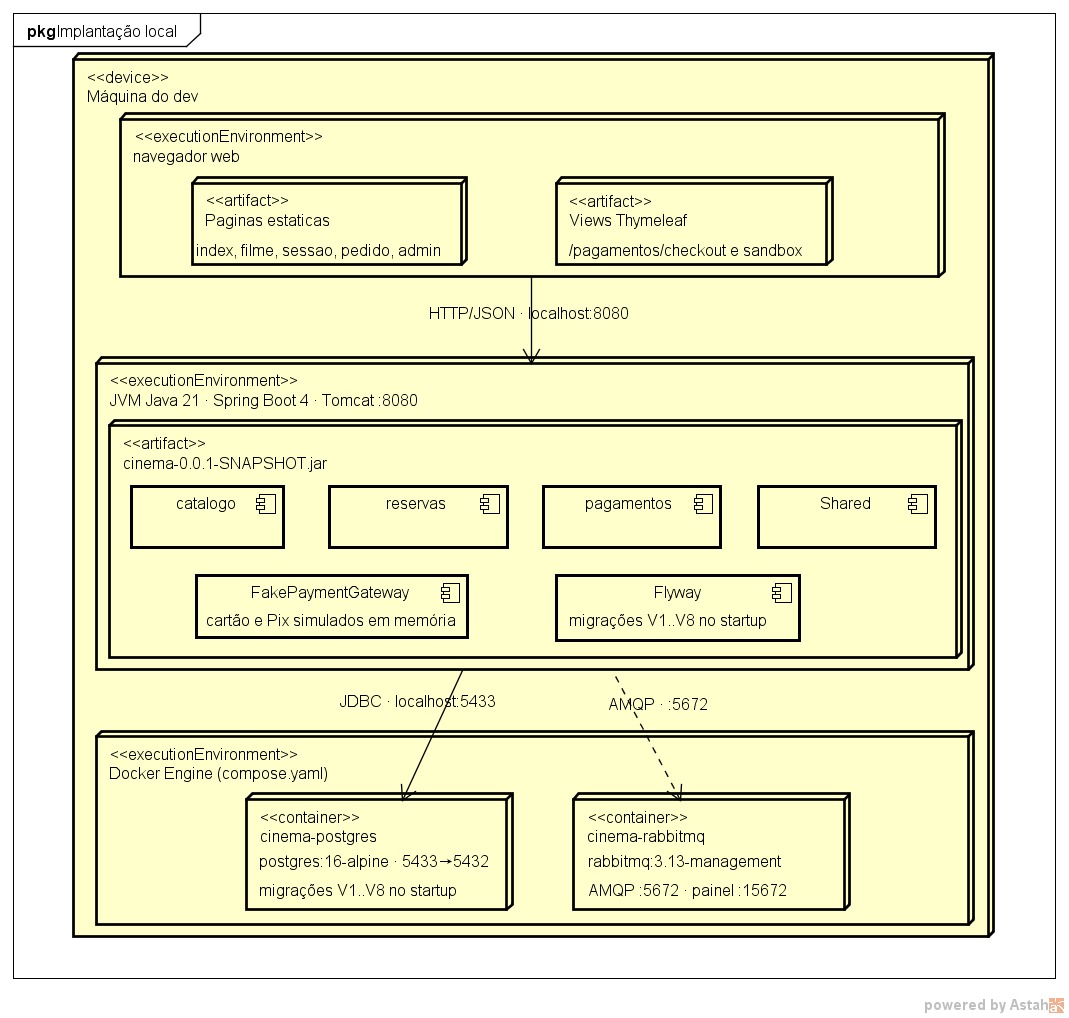 pkg Implantação local
<<device>>
Máquina do dev
<<executionEnvironment>>
navegador web
<<artifact>>
Paginas estaticas
index, filme, sessao, pedido, admin
<<artifact>>
Views Thymeleaf
/pagamentos/checkout e sandbox
HTTP/JSON · localhost:8080
<<executionEnvironment>>
JVM Java 21 · Spring Boot 4 · Tomcat :8080
<<artifact>>
cinema-0.0.1-SNAPSHOT.jar
catalogo
reservas
pagamentos
Shared
FakePaymentGateway
cartão e Pix simulados em memória
Flyway
migrações V1..V8 no startup
JDBC · localhost:5433
AMQP · :5672
<<executionEnvironment>>
Docker Engine (compose.yaml)
<<container>>
cinema-postgres
postgres:16-alpine · 5433→5432
migrações V1..V8 no startup
<<container>>
cinema-rabbitmq
rabbitmq:3.13-management
AMQP :5672 · painel :15672
powered by Astah